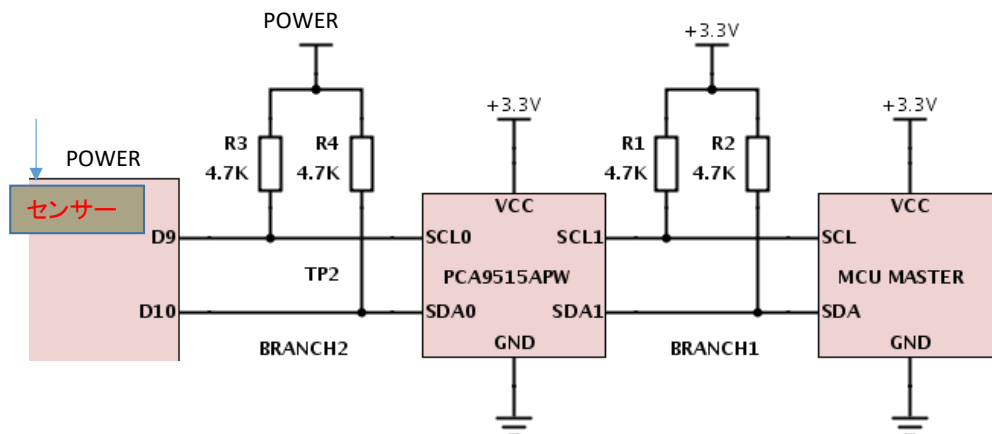 POWER
+3.3V
+3.3V
+3.3V
R3
4.7K
R4
4.7K
R1
4.7K
R2
4.7K
POWER
センサー
VCC
VCC
D9
SCL0
SCL1
SCL
TP2
PCA9515APW
MCU MASTER
D10
SDA0
SDA1
SDA
BRANCH2
GND
BRANCH1
GND